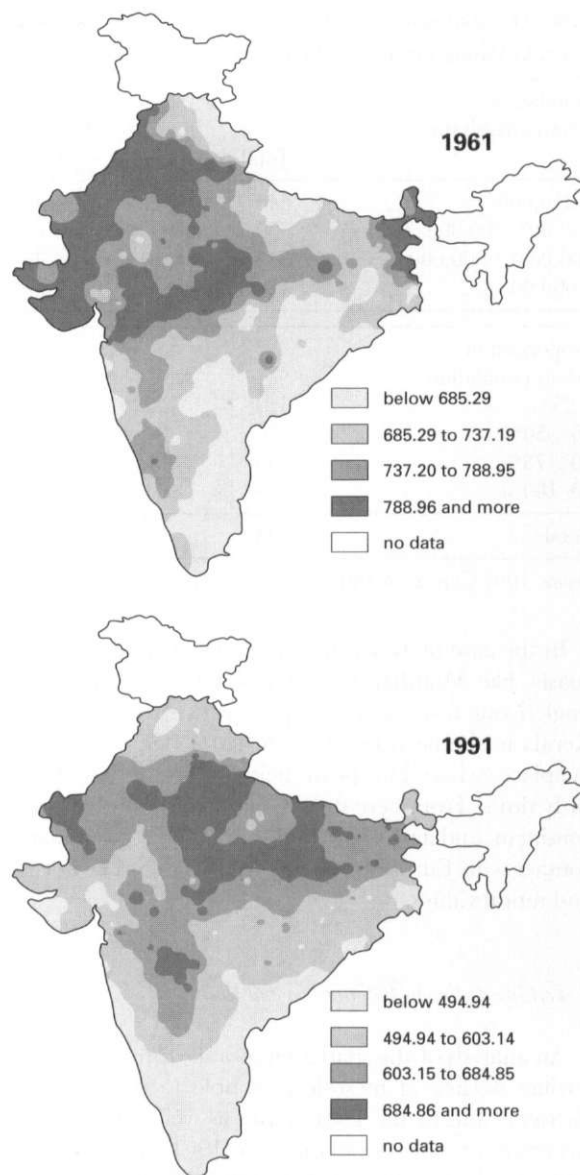 1961
below 685.29
685.29 to 737.19
737.20 to 788.95
788.96 and more
no data
1991
below 494.94
494.94 to 603.14
603.15 to 684.85
684.86 and more
no data